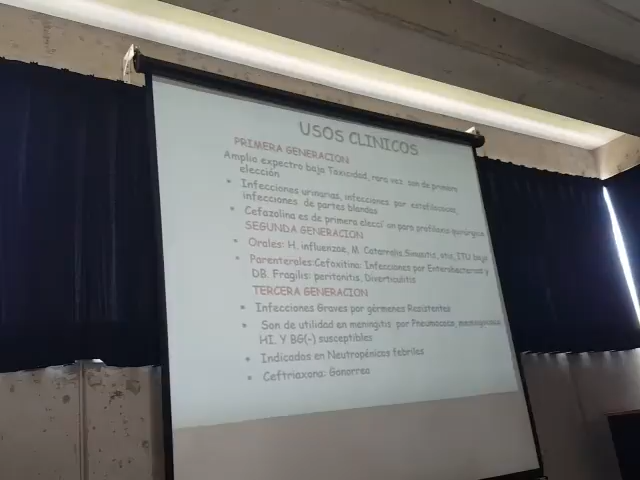 USOS CLINICOS
PRIMERA GENERACION
Amplio expectro baja Toxicidad, rara vez son de primera
elección
• Infecciones urinarias, infecciones por estafilococos,
infecciones de partes blandas
• Cefazolina es de primera elecci on para profilaxis quirúrgica
SEGUNDA GENERACION
• Orales: H. influenzae, M. Catarralis Sinusitis, otitis, ITU baja
• Parenterales:Cefoxitina: Infecciones por Enterobacterias y
DB. Fragilis: peritonitis, Diverticulitis
TERCERA GENERACION
• Infecciones Graves por gérmenes Resistentes
• Son de utilidad en meningitis por Pneumococo, meningococo
HI. Y BG(-) susceptibles
• Indicados en Neutropénicos febriles
• Ceftriaxona: Gonorrea